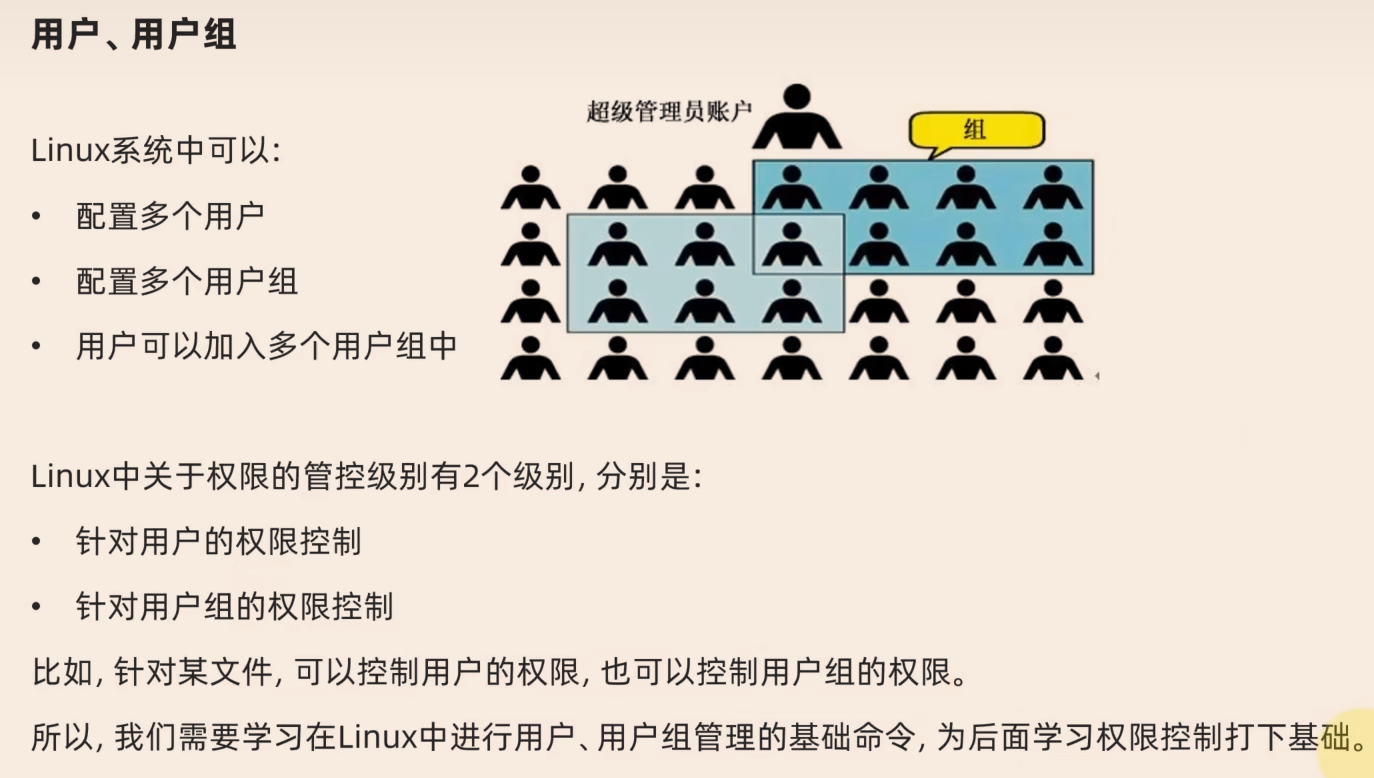 用户、用户组
超级管理员账户
组
Linux系统中可以：
• 配置多个用户
• 配置多个用户组
• 用户可以加入多个用户组中
Linux中关于权限的管控级别有2个级别，分别是：
• 针对用户的权限控制
• 针对用户组的权限控制
比如，针对某文件，可以控制用户的权限，也可以控制用户组的权限。
所以，我们需要学习在Linux中进行用户、用户组管理的基础命令，为后面学习权限控制打下基础。